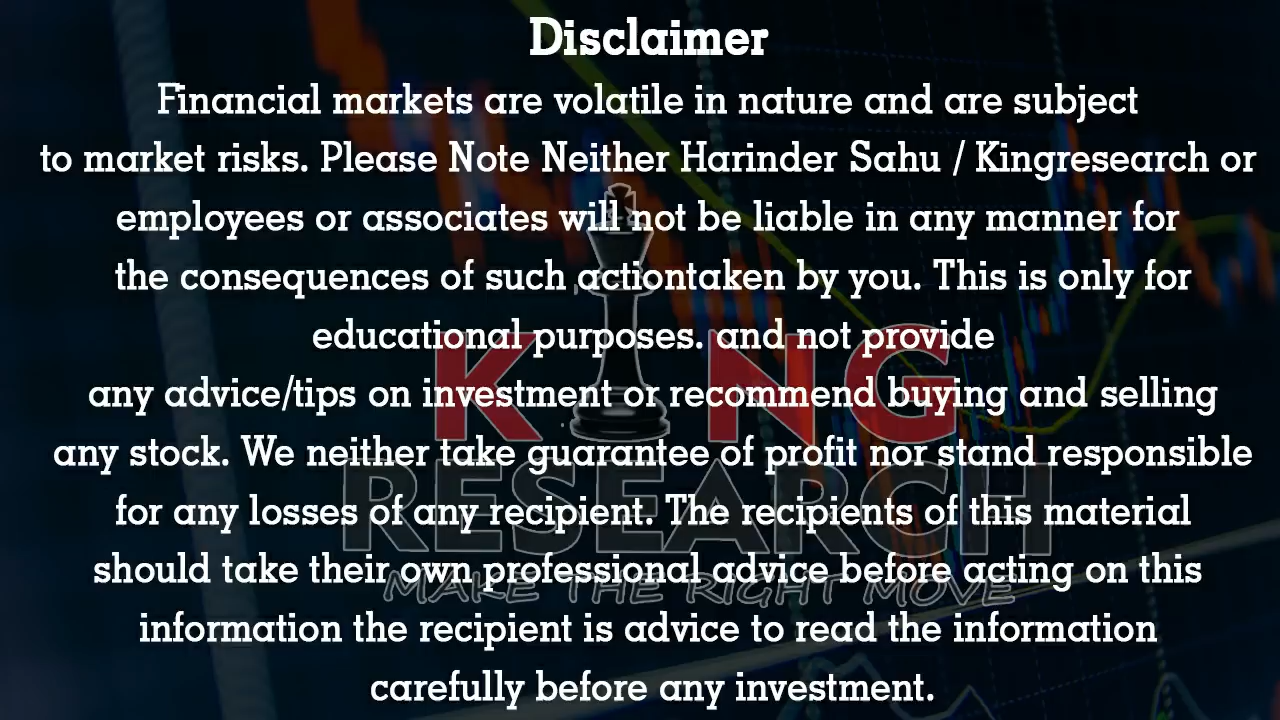 Disclaimer
Financial markets are volatile in nature and are subject
to market risks. Please Note Neither Harinder Sahu / Kingresearch or
employees or associates will not be liable in any manner for
the consequences of such actiontaken by you. This is only for
educational purposes. and not provide
any advice/tips on investment or recommend buying and selling
any stock. We neither take guarantee of profit nor stand responsible
for any losses of any recipient. The recipients of this material
should take their own professional advice before acting on this
information the recipient is advice to read the information
carefully before any investment.
K NG
RESEARCH
MAKE THE RIGHT MOVE